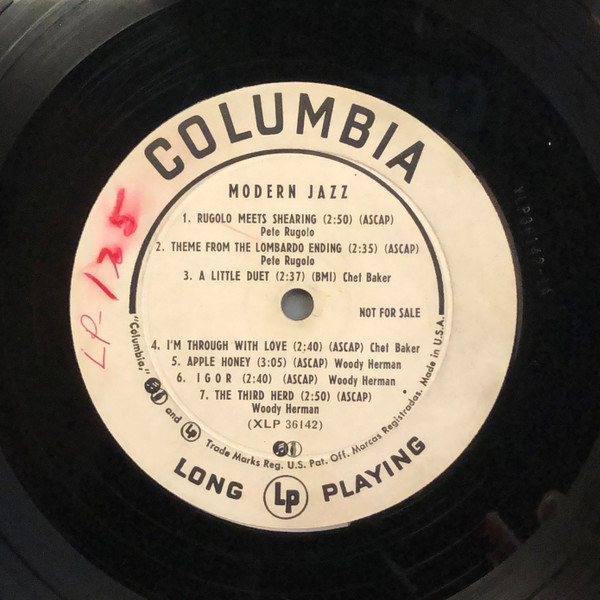 COLUMBIA
MODERN JAZZ
1. RUGOLO MEETS SHEARING (2:50) (ASCAP)
Pete Rugolo
2. THEME FROM THE LOMBARDO ENDING (2:35) (ASCAP)
Pete Rugolo
3. A LITTLE DUET (2:37) (BMI) Chet Baker
LP-135
NOT FOR SALE
4. I'M THROUGH WITH LOVE (2:40) (ASCAP) Chet Baker
5. APPLE HONEY (3:05) (ASCAP) Woody Herman
6. IGOR (2:40) (ASCAP) Woody Herman
7. THE THIRD HERD (2:50) (ASCAP)
Woody Herman
(XLP 36142)
"Columbia," and LP Trade Marks Reg. U.S. Pat. Off. Marcas Registradas. Made in U.S.A.
LONG LP PLAYING